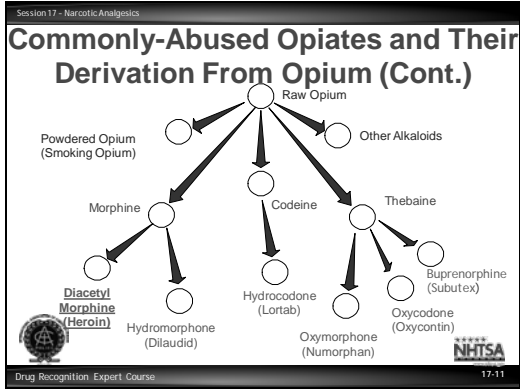 Session 17 - Narcotic Analgesics
Commonly-Abused Opiates and Their
Derivation From Opium (Cont.)
Raw Opium
Powdered Opium
(Smoking Opium)
Other Alkaloids
Morphine
Codeine
Thebaine
Diacetyl
Morphine
(Heroin)
Hydromorphone
(Dilaudid)
Hydrocodone
(Lortab)
Oxymorphone
(Numorphan)
Oxycodone
(Oxycontin)
Buprenorphine
(Subutex)
NHTSA
Drug Recognition Expert Course
17-11